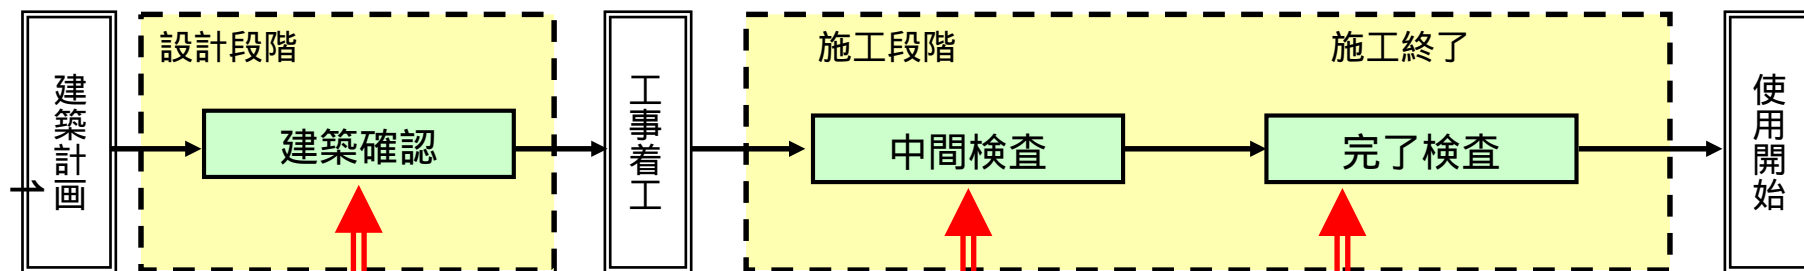 建築計画
設計段階
建築確認
工事着工
施工段階
中間検査
施工終了
完了検査
使用開始